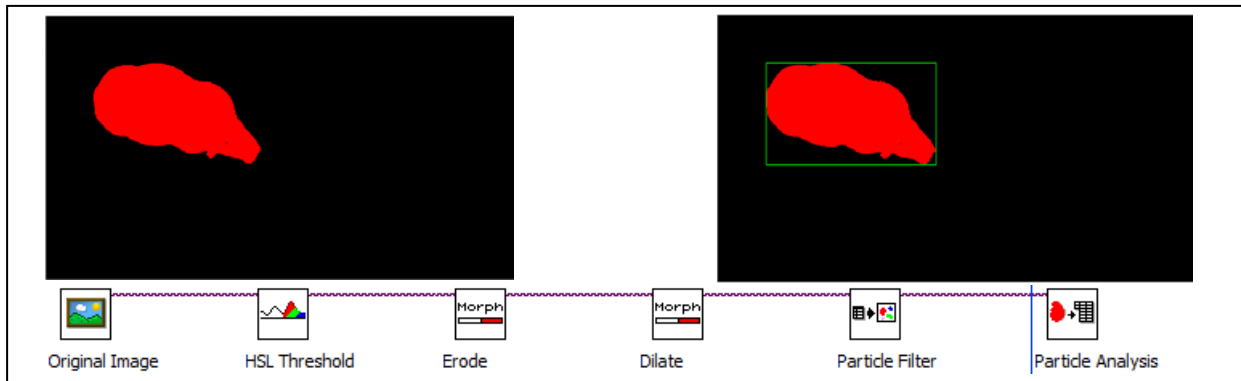 Morph
Morph
Original Image
HSL Threshold
Erode
Dilate
Particle Filter
Particle Analysis